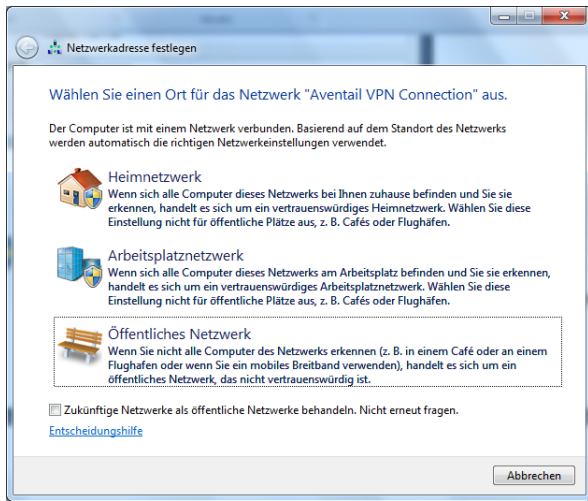 Netzwerkadresse festlegen
Wählen Sie einen Ort für das Netzwerk "Aventail VPN Connection" aus.
Der Computer ist mit einem Netzwerk verbunden. Basierend auf dem Standort des Netzwerks
werden automatisch die richtigen Netzwerkeinstellungen verwendet.
Heimnetzwerk
Wenn sich alle Computer dieses Netzwerks bei Ihnen zuhause befinden und Sie sie
erkennen, handelt es sich um ein vertrauenswürdiges Heimnetzwerk. Wählen Sie diese
Einstellung nicht für öffentliche Plätze aus, z. B. Cafés oder Flughäfen.
Arbeitsplatznetzwerk
Wenn sich alle Computer dieses Netzwerks am Arbeitsplatz befinden und Sie sie erkennen,
handelt es sich um ein vertrauenswürdiges Arbeitsplatznetzwerk. Wählen Sie diese
Einstellung nicht für öffentliche Plätze aus, z. B. Cafés oder Flughäfen.
Öffentliches Netzwerk
Wenn Sie nicht alle Computer des Netzwerks erkennen (z. B. in einem Café oder an einem
Flughafen oder wenn Sie ein mobiles Breitband verwenden), handelt es sich um ein
öffentliches Netzwerk, das nicht vertrauenswürdig ist.
Zukünftige Netzwerke als öffentliche Netzwerke behandeln. Nicht erneut fragen.
Entscheidungshilfe
Abbrechen